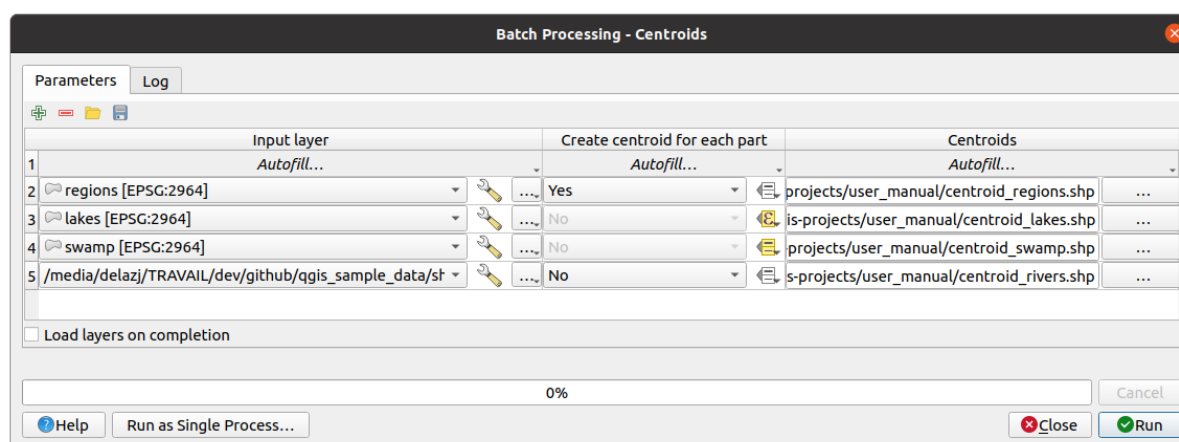 Batch Processing - Centroids
Parameters Log
Input layer Create centroid for each part Centroids
1 Autofill... Autofill... Autofill...
2 regions [EPSG:2964] ... Yes projects/user_manual/centroid_regions.shp ...
3 lakes [EPSG:2964] ... No is-projects/user_manual/centroid_lakes.shp ...
4 swamp [EPSG:2964] ... No projects/user_manual/centroid_swamp.shp ...
5 /media/delazj/TRAVAIL/dev/github/qgis_sample_data/sh ... No s-projects/user_manual/centroid_rivers.shp ...
Load layers on completion
0% Cancel
Help Run as Single Process... Close Run